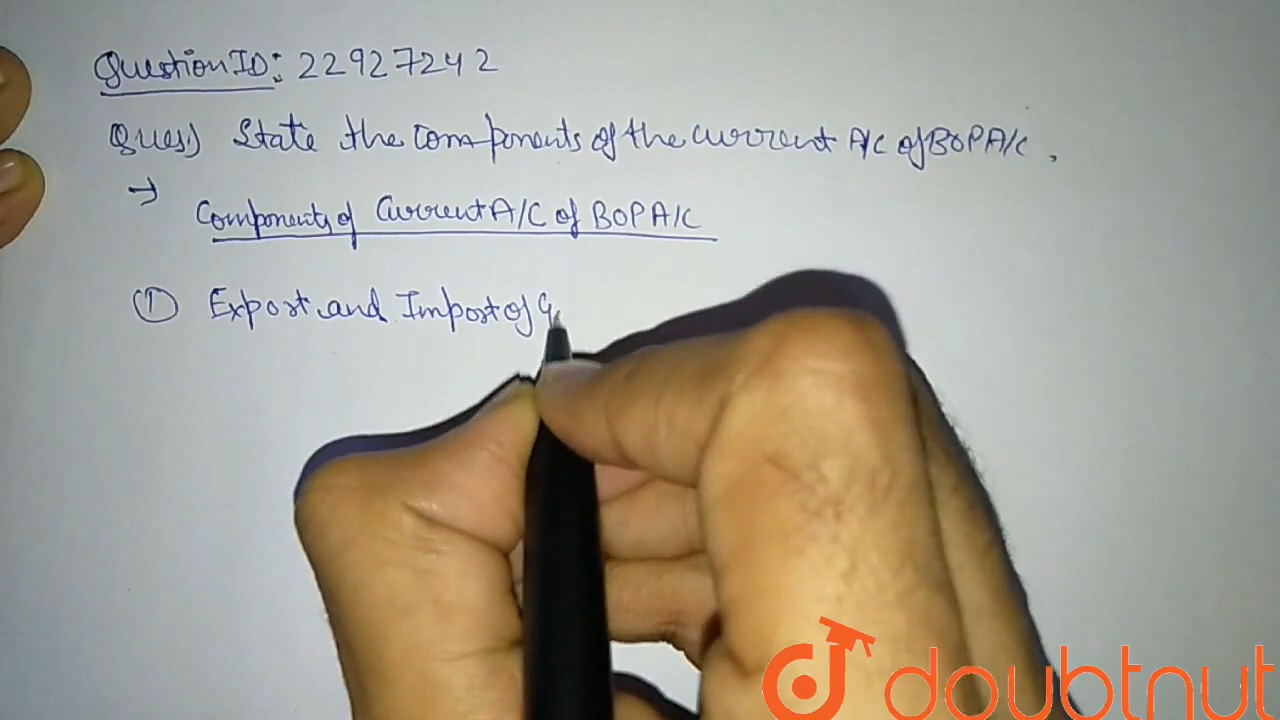 Question ID: 22927242
Ques) State the components of the current A/C of BOP A/C.
→ Components of Current A/C of BOP A/C
① Export and Import of G
doubtnut